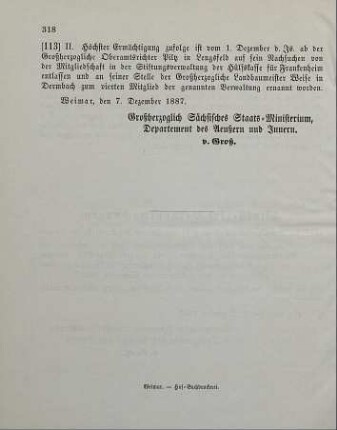 318
[113] II. Höchster Ermächtigung zufolge ist vom 1. Dezember d. Js. ab der
Großherzogliche Oberamtsrichter Pilz in Lengsfeld auf sein Nachsuchen von
der Mitgliedschaft in der Stiftungsverwaltung der Hülfskasse für Frankenheim
entlassen und an seiner Stelle der Großherzogliche Landbaumeister Weise in
Dermbach zum vierten Mitglied der genannten Verwaltung ernannt worden.
Weimar, den 7. Dezember 1887.
Großherzoglich Sächsisches Staats-Ministerium,
Departement des Aeußern und Innern.
v. Groß.
Weimar. — Hof-Buchdruckerei.